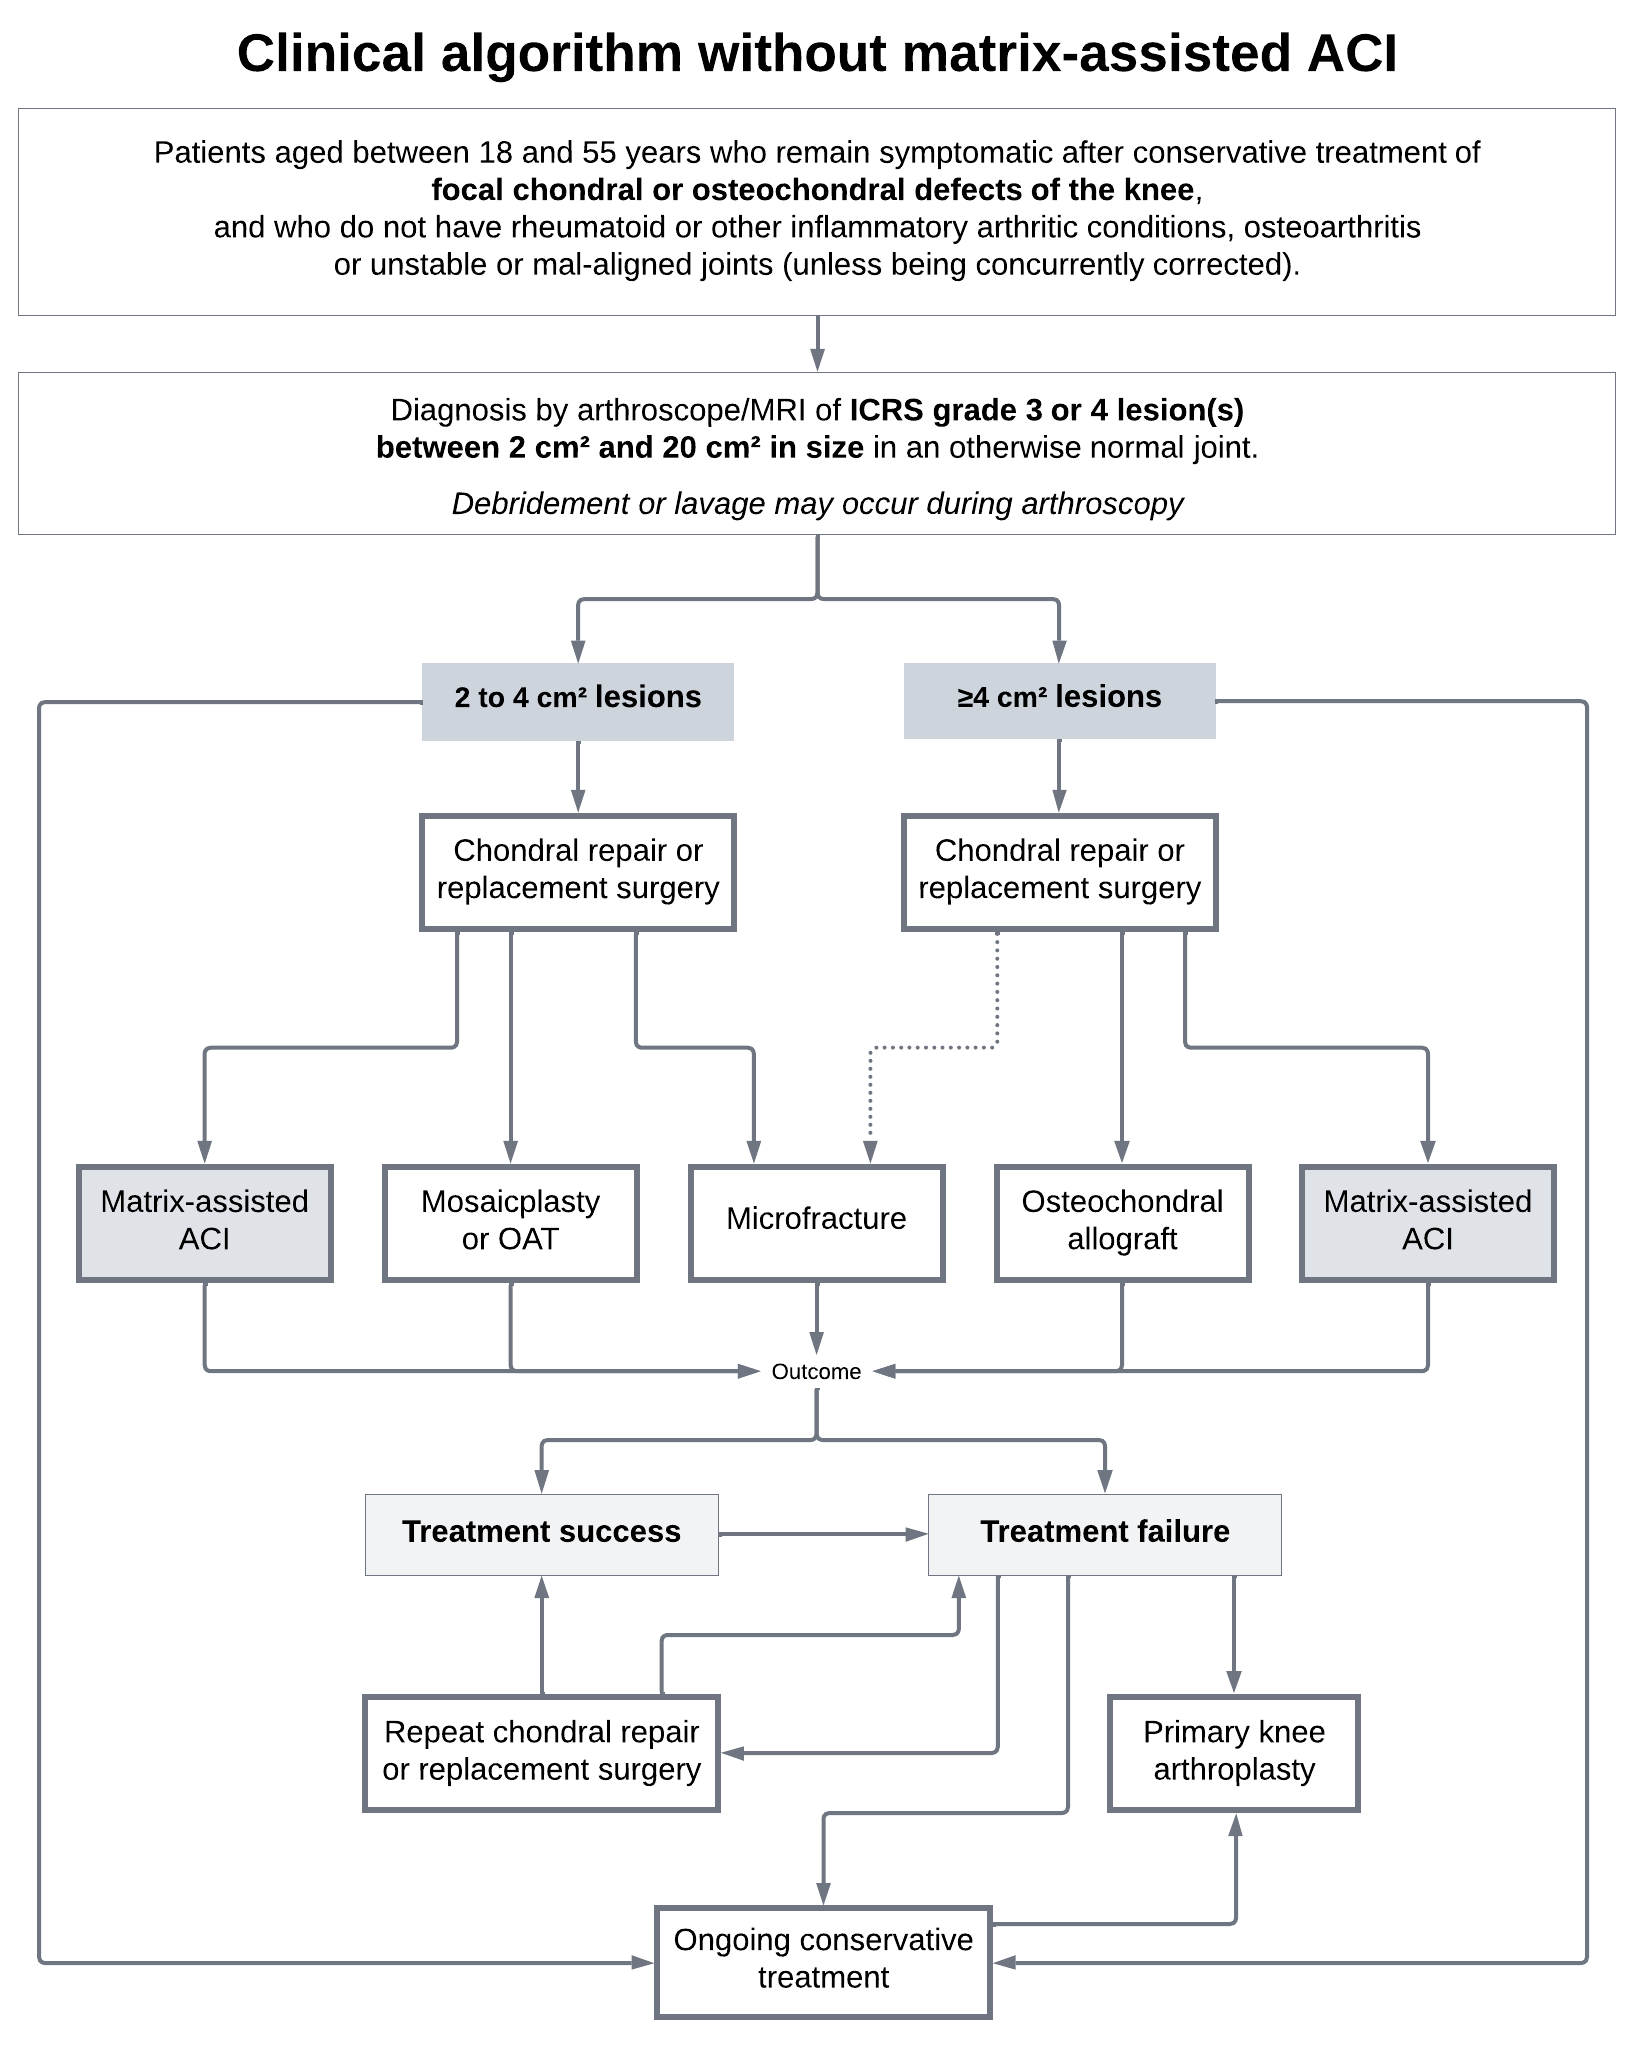 Clinical algorithm without matrix-assisted ACI
Patients aged between 18 and 55 years who remain symptomatic after conservative treatment of
focal chondral or osteochondral defects of the knee,
and who do not have rheumatoid or other inflammatory arthritic conditions, osteoarthritis
or unstable or mal-aligned joints (unless being concurrently corrected).
Diagnosis by arthroscope/MRI of ICRS grade 3 or 4 lesion(s)
between 2 cm² and 20 cm² in size in an otherwise normal joint.
Debridement or lavage may occur during arthroscopy
2 to 4 cm² lesions
≥4 cm² lesions
Chondral repair or
replacement surgery
Chondral repair or
replacement surgery
Matrix-assisted
ACI
Mosaicplasty
or OAT
Microfracture
Osteochondral
allograft
Matrix-assisted
ACI
Outcome
Treatment success
Treatment failure
Repeat chondral repair
or replacement surgery
Primary knee
arthroplasty
Ongoing conservative
treatment